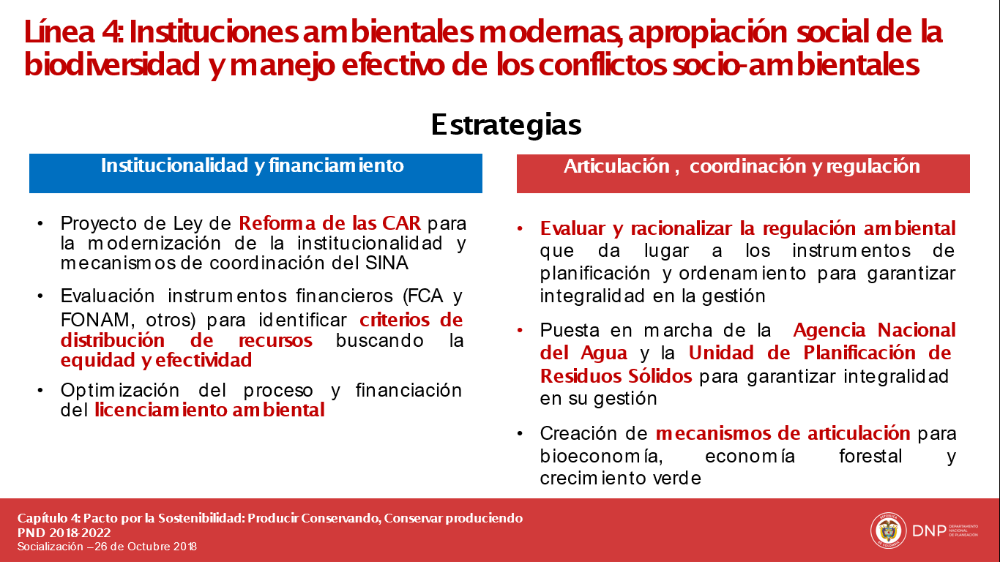 Línea 4: Instituciones ambientales modernas, apropiación social de la
biodiversidad y manejo efectivo de los conflictos socio-ambientales
Estrategias
Institucionalidad y financiamiento
• Proyecto de Ley de Reforma de las CAR para
la modernización de la institucionalidad y
mecanismos de coordinación del SINA
• Evaluación instrumentos financieros (FCA y
FONAM, otros) para identificar criterios de
distribución de recursos buscando la
equidad y efectividad
• Optimización del proceso y financiación
del licenciamiento ambiental
Articulación , coordinación y regulación
• Evaluar y racionalizar la regulación ambiental
que da lugar a los instrumentos de
planificación y ordenamiento para garantizar
integralidad en la gestión
• Puesta en marcha de la Agencia Nacional
del Agua y la Unidad de Planificación de
Residuos Sólidos para garantizar integralidad
en su gestión
• Creación de mecanismos de articulación para
bioeconomía, economía forestal y
crecimiento verde
Capítulo 4: Pacto por la Sostenibilidad: Producir Conservando, Conservar produciendo
PND 2018-2022
Socialización –26 de Octubre 2018
REPÚBLICA
DE COLOMBIA
DNP
DEPARTAMENTO
NACIONAL
DE PLANEACIÓN